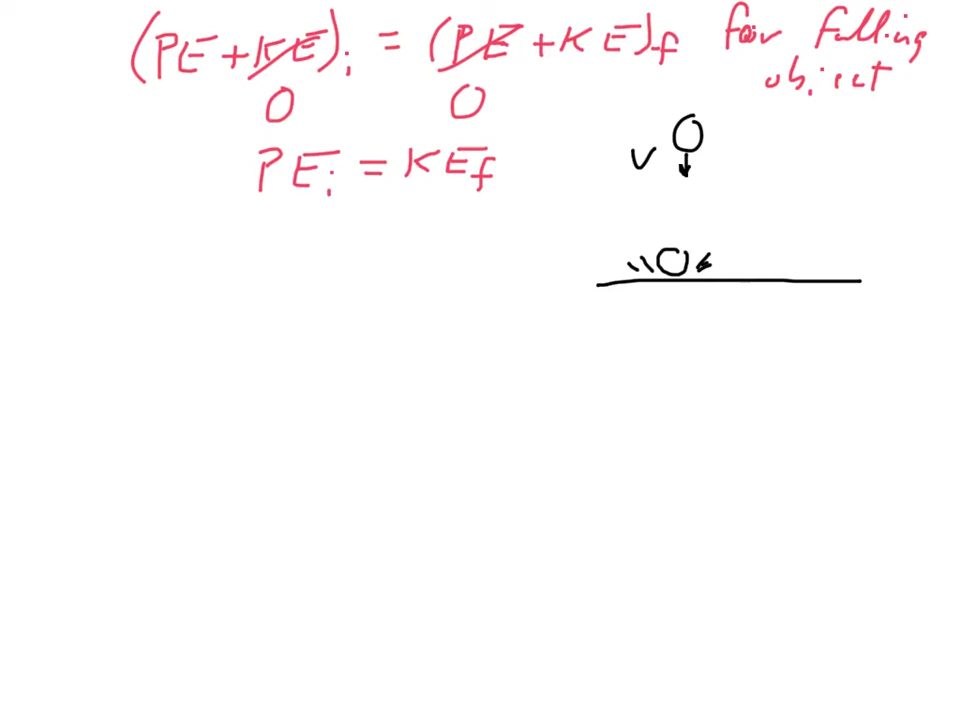 (PE + KE)i = (PE + KE)f for falling
object
0 0
PEi = KEf
v